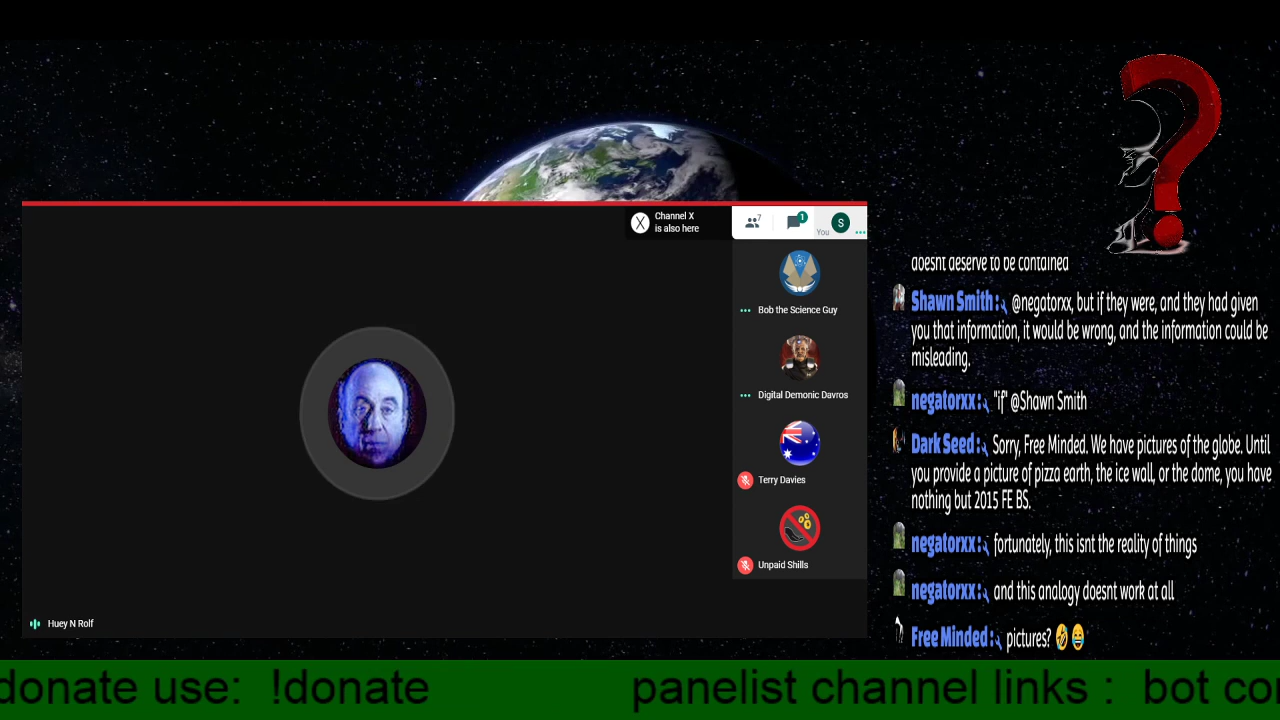 Channel X
is also here
7
1
You
S
Bob the Science Guy
Digital Demonic Davros
Terry Davies
Unpaid Shills
Huey N Rolf
doesnt deserve to be contained
Shawn Smith: @negatorxx, but if they were, and they had given
you that information, it would be wrong, and the information could be
misleading.
negatorxx: "if" @Shawn Smith
Dark Seed: Sorry, Free Minded. We have pictures of the globe. Until
you provide a picture of pizza earth, the ice wall, or the dome, you have
nothing but 2015 FE BS.
negatorxx: fortunately, this isnt the reality of things
negatorxx: and this analogy doesnt work at all
Free Minded: pictures? 🤣😂
donate use: !donate panelist channel links : bot co